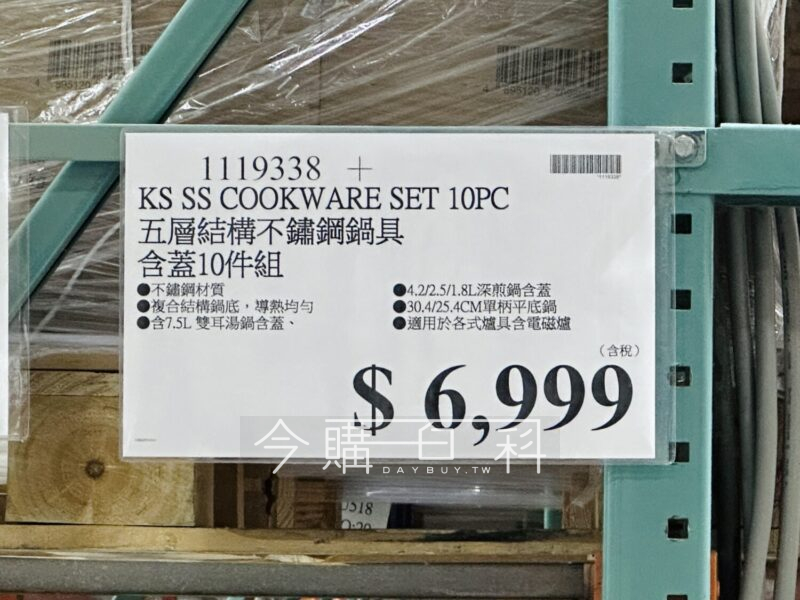 1119338 +
"1119338"
KS SS COOKWARE SET 10PC
五層結構不鏽鋼鍋具
含蓋10件組
●不鏽鋼材質
●複合結構鍋底，導熱均勻
●含7.5L 雙耳湯鍋含蓋、
●4.2/2.5/1.8L深煎鍋含蓋
●30.4/25.4CM單柄平底鍋
●適用於各式爐具含電磁爐
(含稅)
$ 6,999
今購百科
DAYBUY.TW